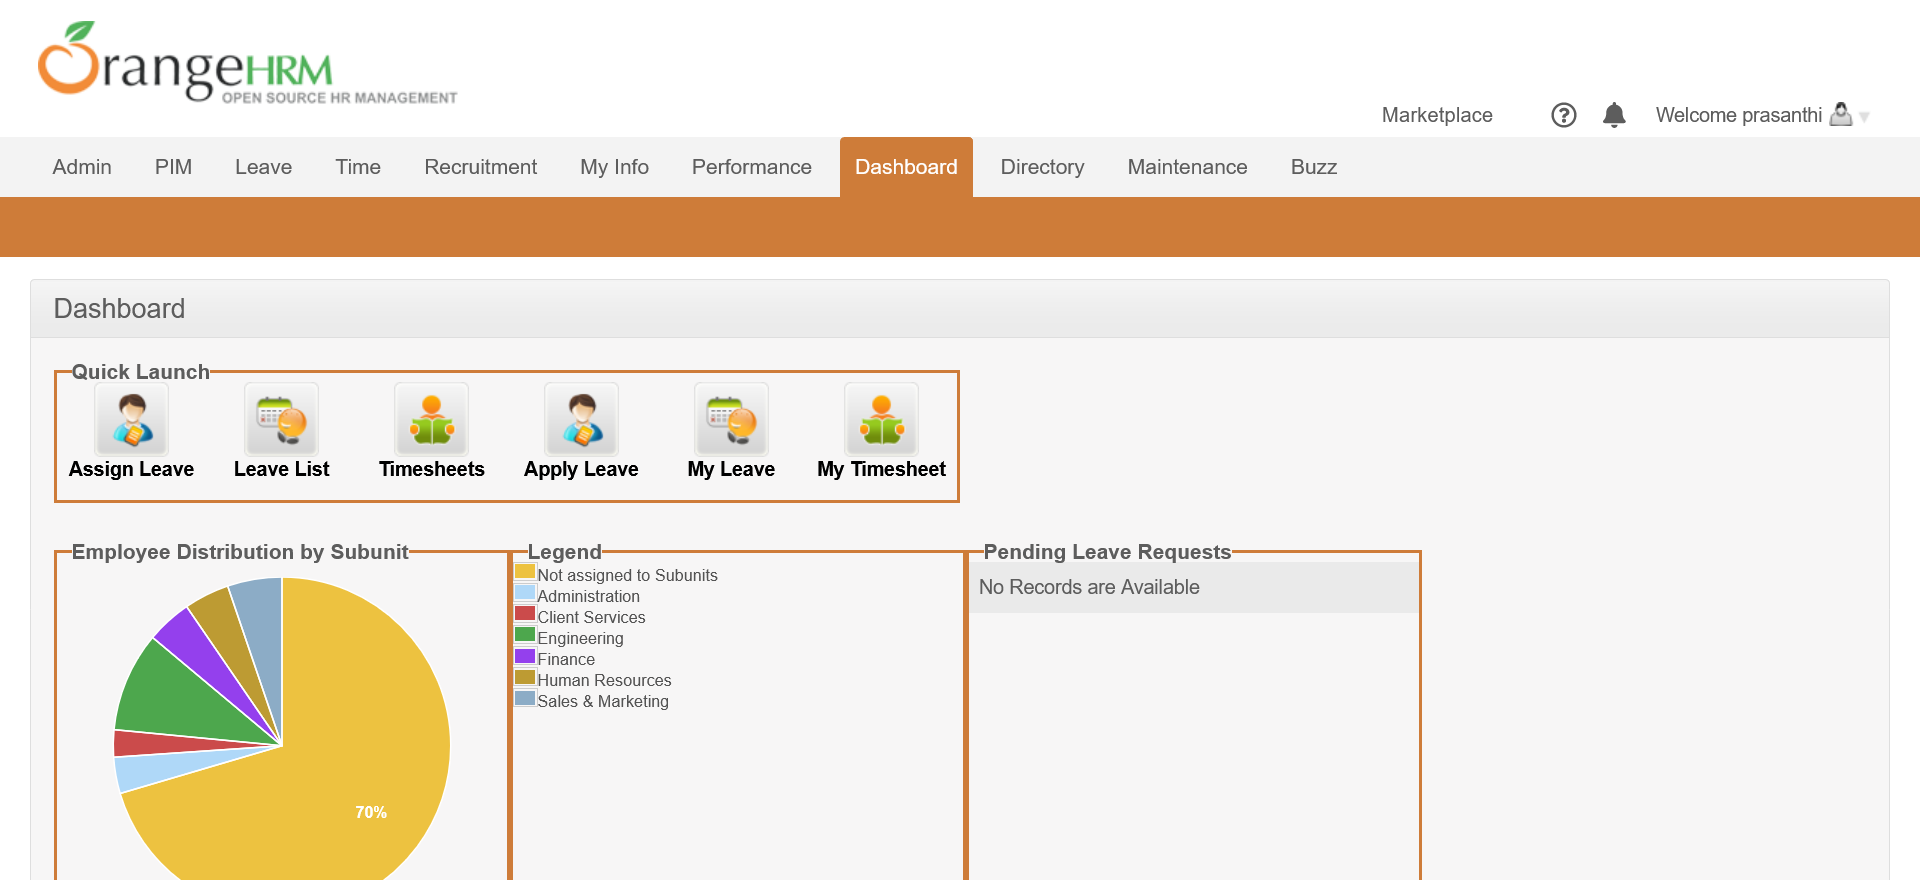 OrangeHRM
OPEN SOURCE HR MANAGEMENT
Marketplace ? Welcome prasanthi
Admin PIM Leave Time Recruitment My Info Performance Dashboard Directory Maintenance Buzz
Dashboard
Quick Launch
Assign Leave Leave List Timesheets Apply Leave My Leave My Timesheet
Employee Distribution by Subunit
70%
Legend
Not assigned to Subunits
Administration
Client Services
Engineering
Finance
Human Resources
Sales & Marketing
Pending Leave Requests
No Records are Available